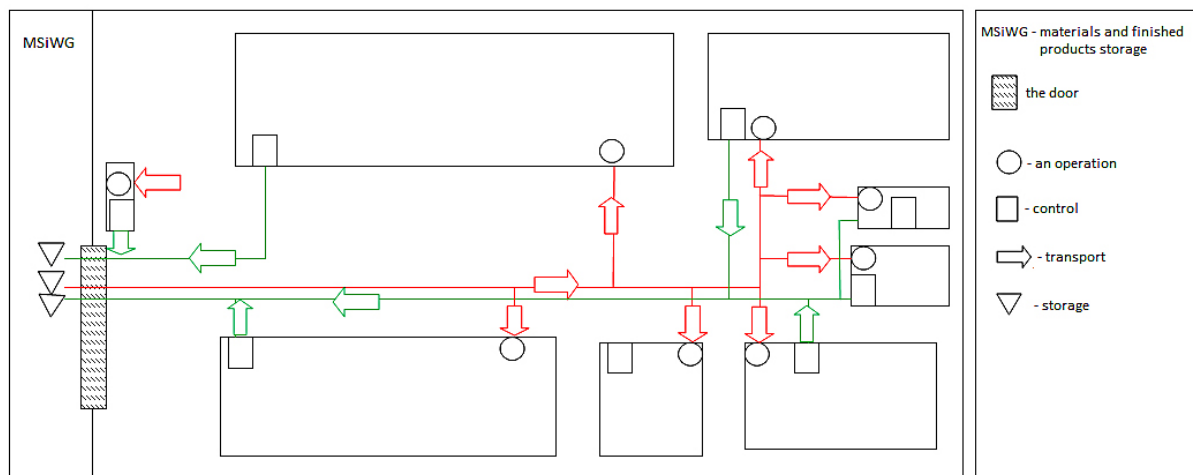 MSiWG
MSiWG - materials and finished
products storage
the door
- an operation
- control
- transport
- storage